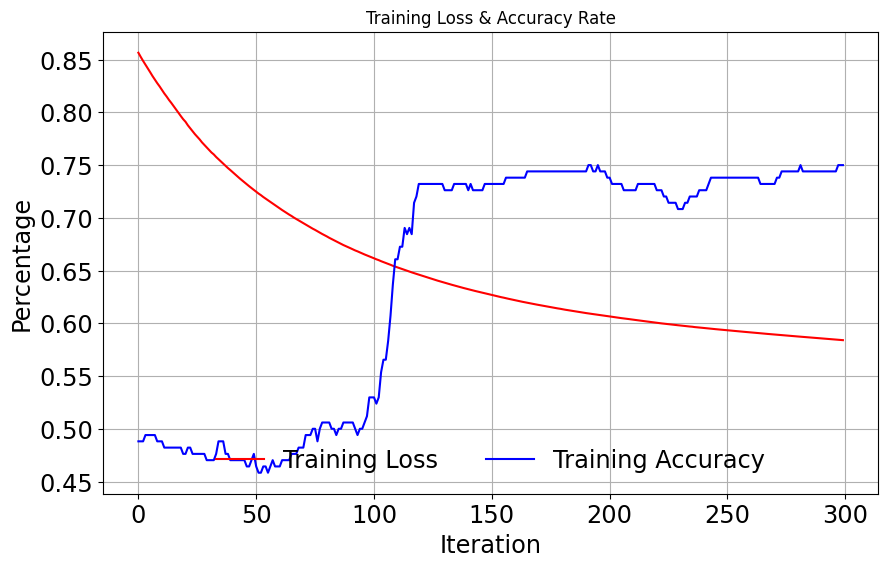 Training Loss & Accuracy Rate
0.85
0.80
0.75
0.70
0.65
0.60
0.55
0.50
0.45
Percentage
Training Loss Training Accuracy
0 50 100 150 200 250 300
Iteration